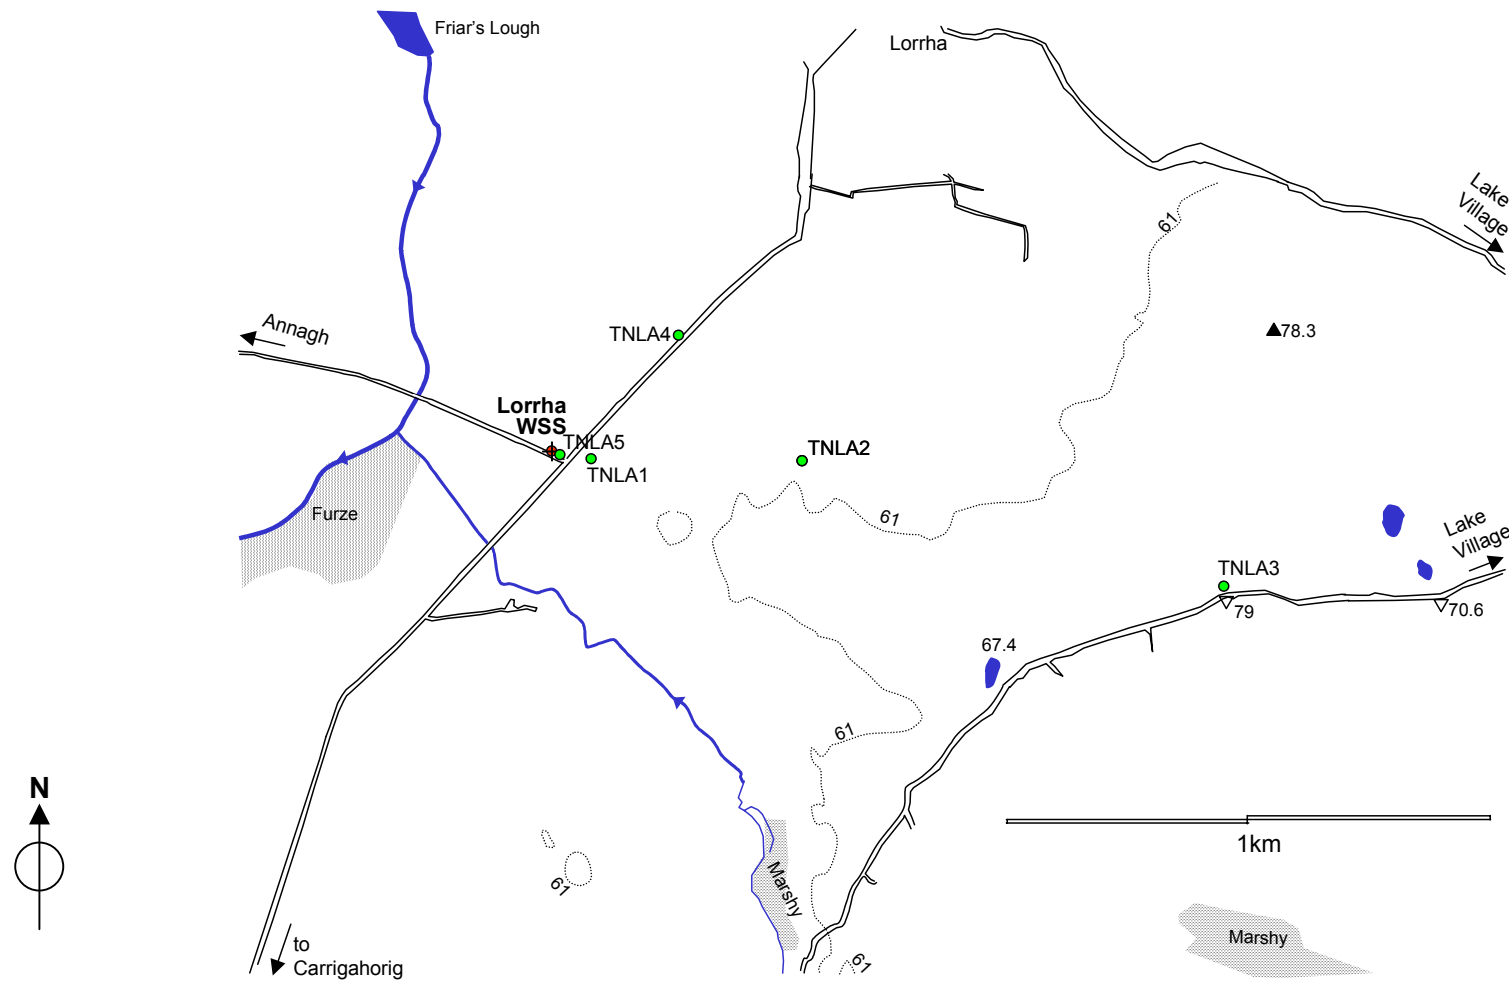 Friar's Lough
Lorrha
Lake
Village
61
78.3
Annagh
TNLA4
Lorrha
WSS
TNLA5
TNLA1
TNLA2
61
Furze
Lake
Village
TNLA3
79
70.6
67.4
61
N
1km
61
Marshy
Marshy
to
Carrigahorig
61